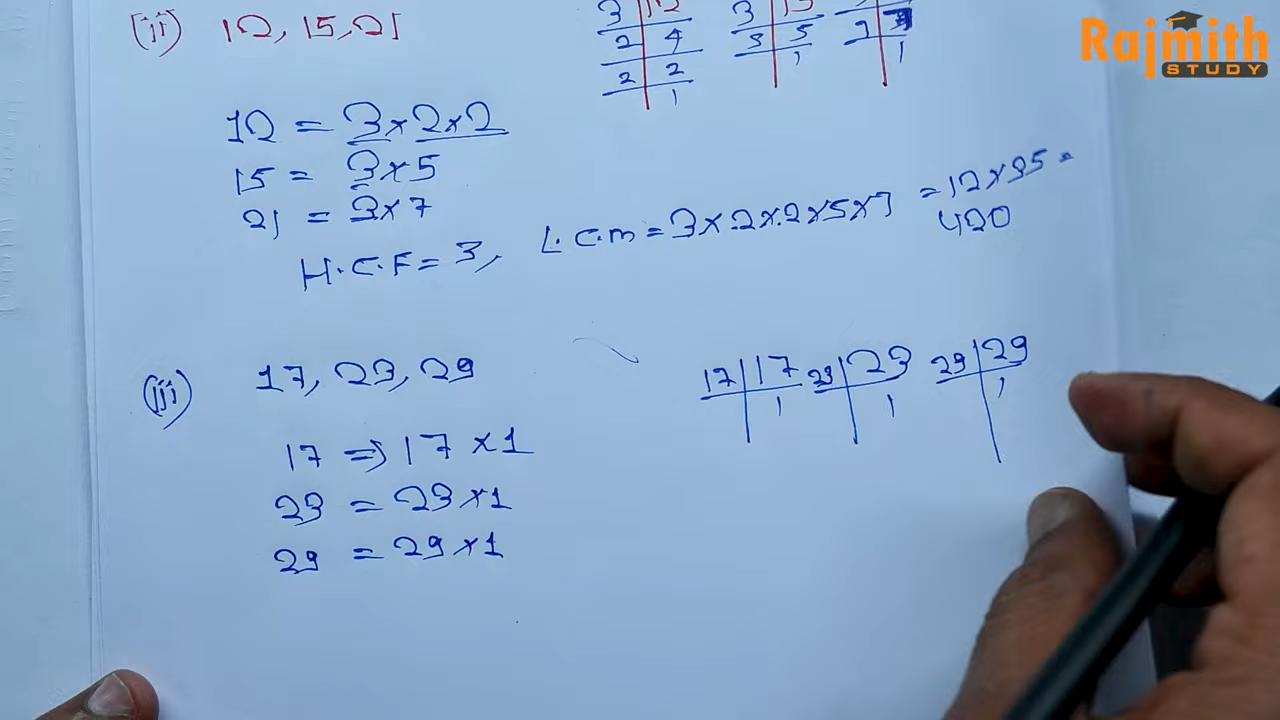 Rajmith
STUDY
(ii) 12, 15, 21
3 | 12
2 | 4
2 | 2
1
3 | 15
5 | 5
1
7 | 7
1
12 = 3×2×2
15 = 3×5
21 = 3×7
H.C.F = 3, L.C.m = 3×2×2×5×7 = 12×35 =
420
(iii) 17, 23, 29
17 | 17
1
23 | 23
1
29 | 29
1
17 ⇒ 17×1
23 = 23×1
29 = 29×1